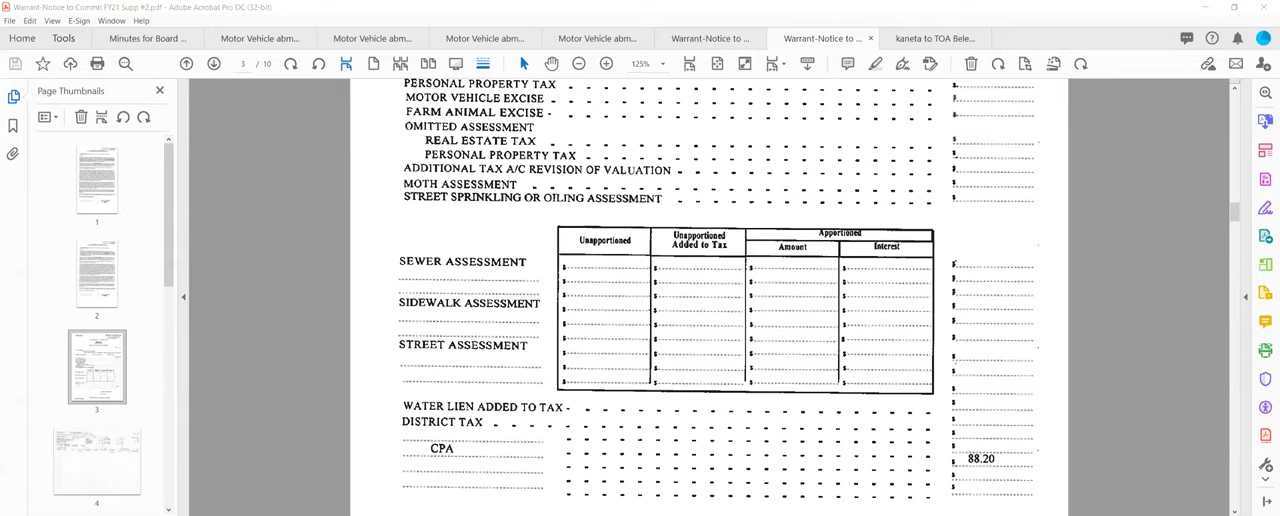 Warrant-Notice to Commit FY21 Supp #2.pdf - Adobe Acrobat Pro DC (32-bit)
File Edit View E-Sign Window Help
Home Tools Minutes for Board ... Motor Vehicle abm... Motor Vehicle abm... Motor Vehicle abm... Motor Vehicle abm... Warrant-Notice to ... Warrant-Notice to ... × kaneta to TOA Bele...
3 / 10 125%
Page Thumbnails
1
2
3
4
PERSONAL PROPERTY TAX - - - - - - - - - - - - - - - - - - - - - $
MOTOR VEHICLE EXCISE - - - - - - - - - - - - - - - - - - - - - - $
FARM ANIMAL EXCISE - - - - - - - - - - - - - - - - - - - - - - $
OMITTED ASSESSMENT
REAL ESTATE TAX - - - - - - - - - - - - - - - - - - - - - $
PERSONAL PROPERTY TAX - - - - - - - - - - - - - - - - - - - - $
ADDITIONAL TAX A/C REVISION OF VALUATION - - - - - - - - - - - - - - - $
MOTH ASSESSMENT - - - - - - - - - - - - - - - - - - - - - - - $
STREET SPRINKLING OR OILING ASSESSMENT - - - - - - - - - - - - - - - $
Unapportioned Unapportioned Added to Tax Apportioned
Amount Interest
SEWER ASSESSMENT $ $ $ $ $
$ $ $ $ $
$ $ $ $ $
SIDEWALK ASSESSMENT $ $ $ $ $
$ $ $ $ $
$ $ $ $ $
STREET ASSESSMENT $ $ $ $ $
$ $ $ $ $
$ $ $ $ $
WATER LIEN ADDED TO TAX - - - - - - - - - - - - - - - - - - - - - $
DISTRICT TAX - - - - - - - - - - - - - - - - - - - - - - - - $
CPA $ 88.20